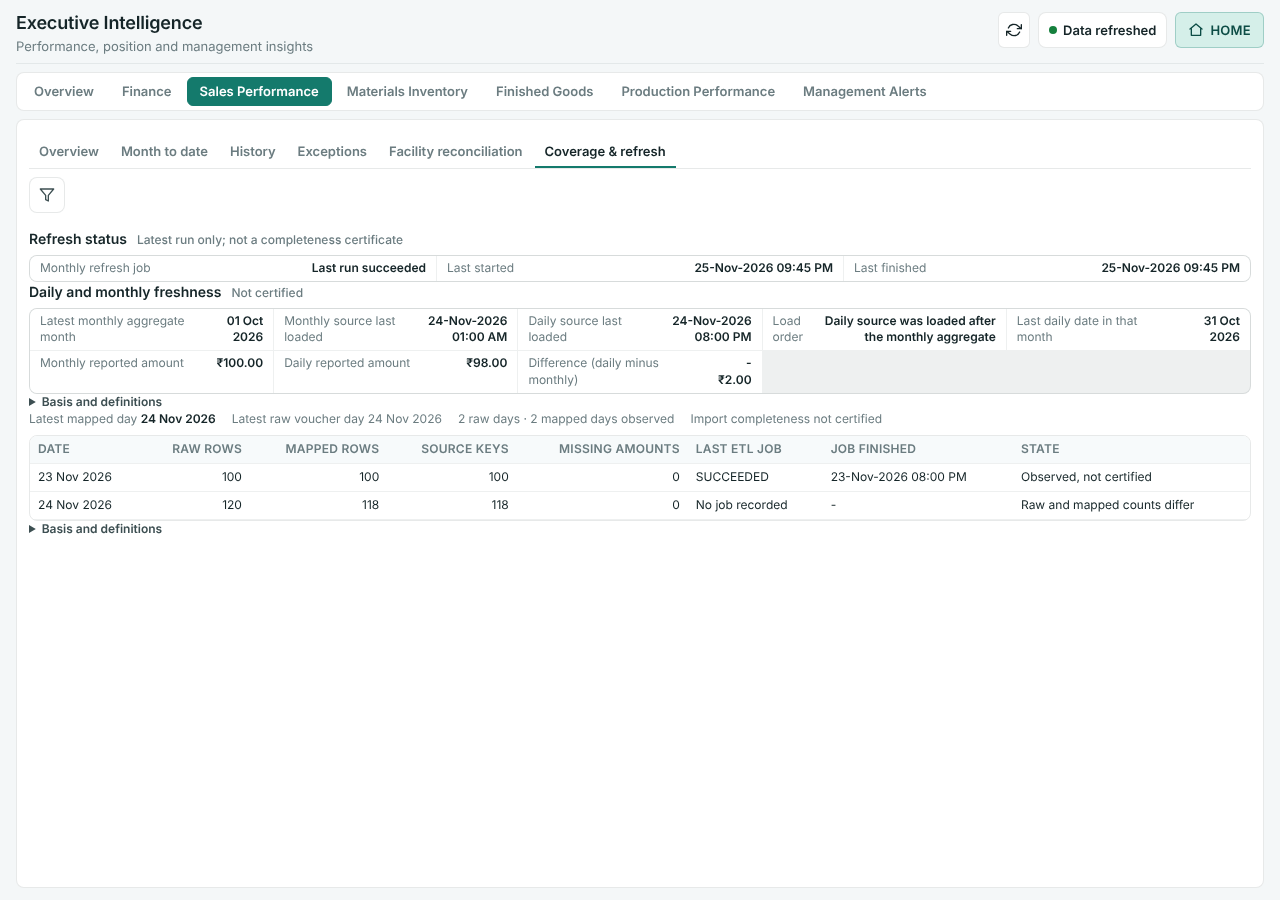 Executive Intelligence
Performance, position and management insights
Data refreshed
HOME
Overview Finance Sales Performance Materials Inventory Finished Goods Production Performance Management Alerts
Overview Month to date History Exceptions Facility reconciliation Coverage & refresh
Refresh status Latest run only; not a completeness certificate
Monthly refresh job Last run succeeded Last started 25-Nov-2026 09:45 PM Last finished 25-Nov-2026 09:45 PM
Daily and monthly freshness Not certified
Latest monthly aggregate month 01 Oct 2026 Monthly source last loaded 24-Nov-2026 01:00 AM Daily source last loaded 24-Nov-2026 08:00 PM Load order Daily source was loaded after the monthly aggregate Last daily date in that month 31 Oct 2026
Monthly reported amount ₹100.00 Daily reported amount ₹98.00 Difference (daily minus monthly) -₹2.00
Basis and definitions
Latest mapped day 24 Nov 2026 Latest raw voucher day 24 Nov 2026 2 raw days · 2 mapped days observed Import completeness not certified
DATE RAW ROWS MAPPED ROWS SOURCE KEYS MISSING AMOUNTS LAST ETL JOB JOB FINISHED STATE
23 Nov 2026 100 100 100 0 SUCCEEDED 23-Nov-2026 08:00 PM Observed, not certified
24 Nov 2026 120 118 118 0 No job recorded - Raw and mapped counts differ
Basis and definitions